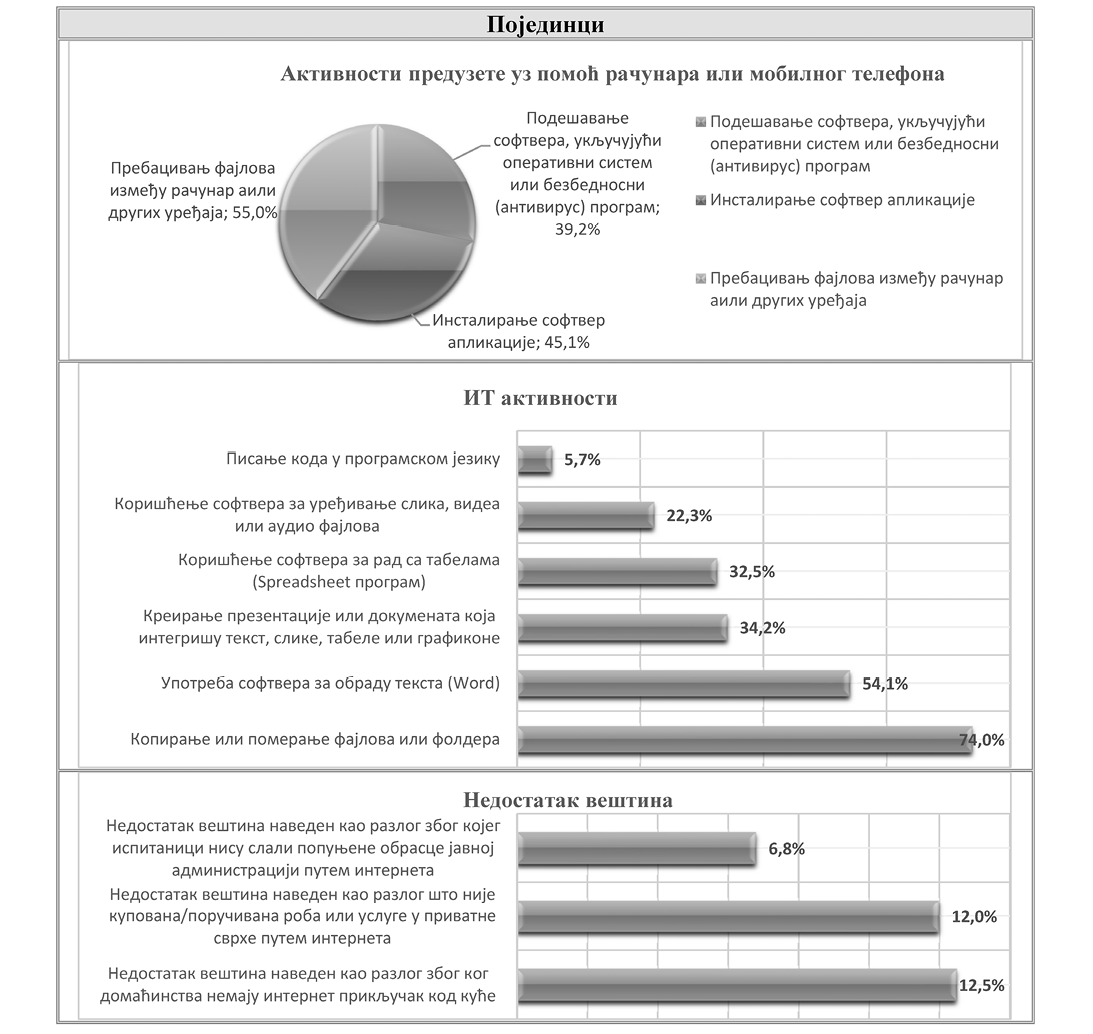 Појединци
Активности предузете уз помоћ рачунара или мобилног телефона
Пребацивањ фајлова
између рачунар аили
других уређаја; 55,0%
Подешавање
софтвера, укључујући
оперативни систем
или безбедносни
(антивирус) програм;
39,2%
Инсталирање софтвер
апликације; 45,1%
Подешавање софтвера, укључујући
оперативни систем или безбедносни
(антивирус) програм
Инсталирање софтвер апликације
Пребацивањ фајлова између рачунар
аили других уређаја
ИТ активности
Писање кода у програмском језику
5,7%
Коришћење софтвера за уређивање слика, видеа
или аудио фајлова
22,3%
Коришћење софтвера за рад са табелама
(Spreadsheet програм)
32,5%
Креирање презентације или докумената која
интегришу текст, слике, табеле или графиконе
34,2%
Употреба софтвера за обраду текста (Word)
54,1%
Копирање или померање фајлова или фолдера
74,0%
Недостатак вештина
Недостатак вештина наведен као разлог због којег
испитаници нису слали попуњене обрасце јавној
администрацији путем интернета
6,8%
Недостатак вештина наведен као разлог што није
купована/поручивана роба или услуге у приватне
сврхе путем интернета
12,0%
Недостатак вештина наведен као разлог због ког
домаћинства немају интернет прикључак код куће
12,5%